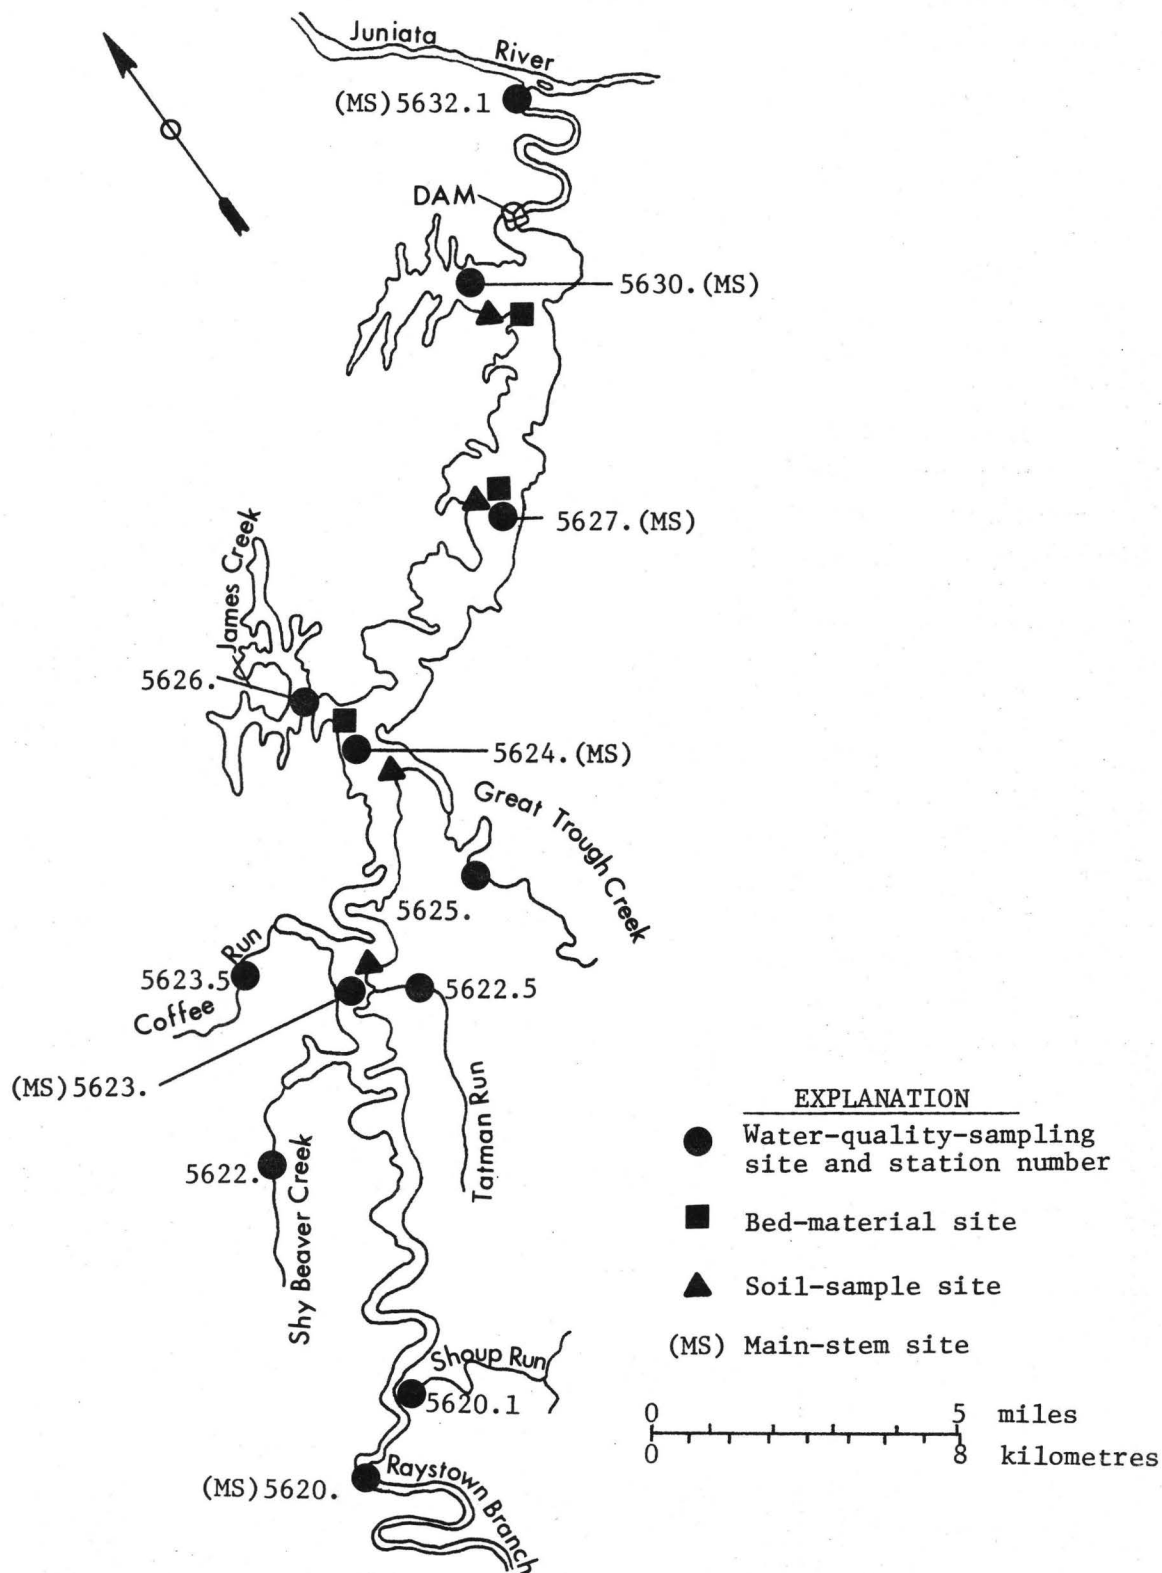 Juniata River
(MS)5632.1
DAM
5630.(MS)
5627.(MS)
James Creek
5626.
5624.(MS)
Great Trough Creek
5625.
Coffee Run
5623.5
5622.5
(MS)5623.
Tatman Run
5622.
Shy Beaver Creek
EXPLANATION
Water-quality-sampling
site and station number
Bed-material site
Soil-sample site
(MS) Main-stem site
Shoup Run
5620.1
0 5 miles
0 8 kilometres
(MS)5620.
Raystown Branch